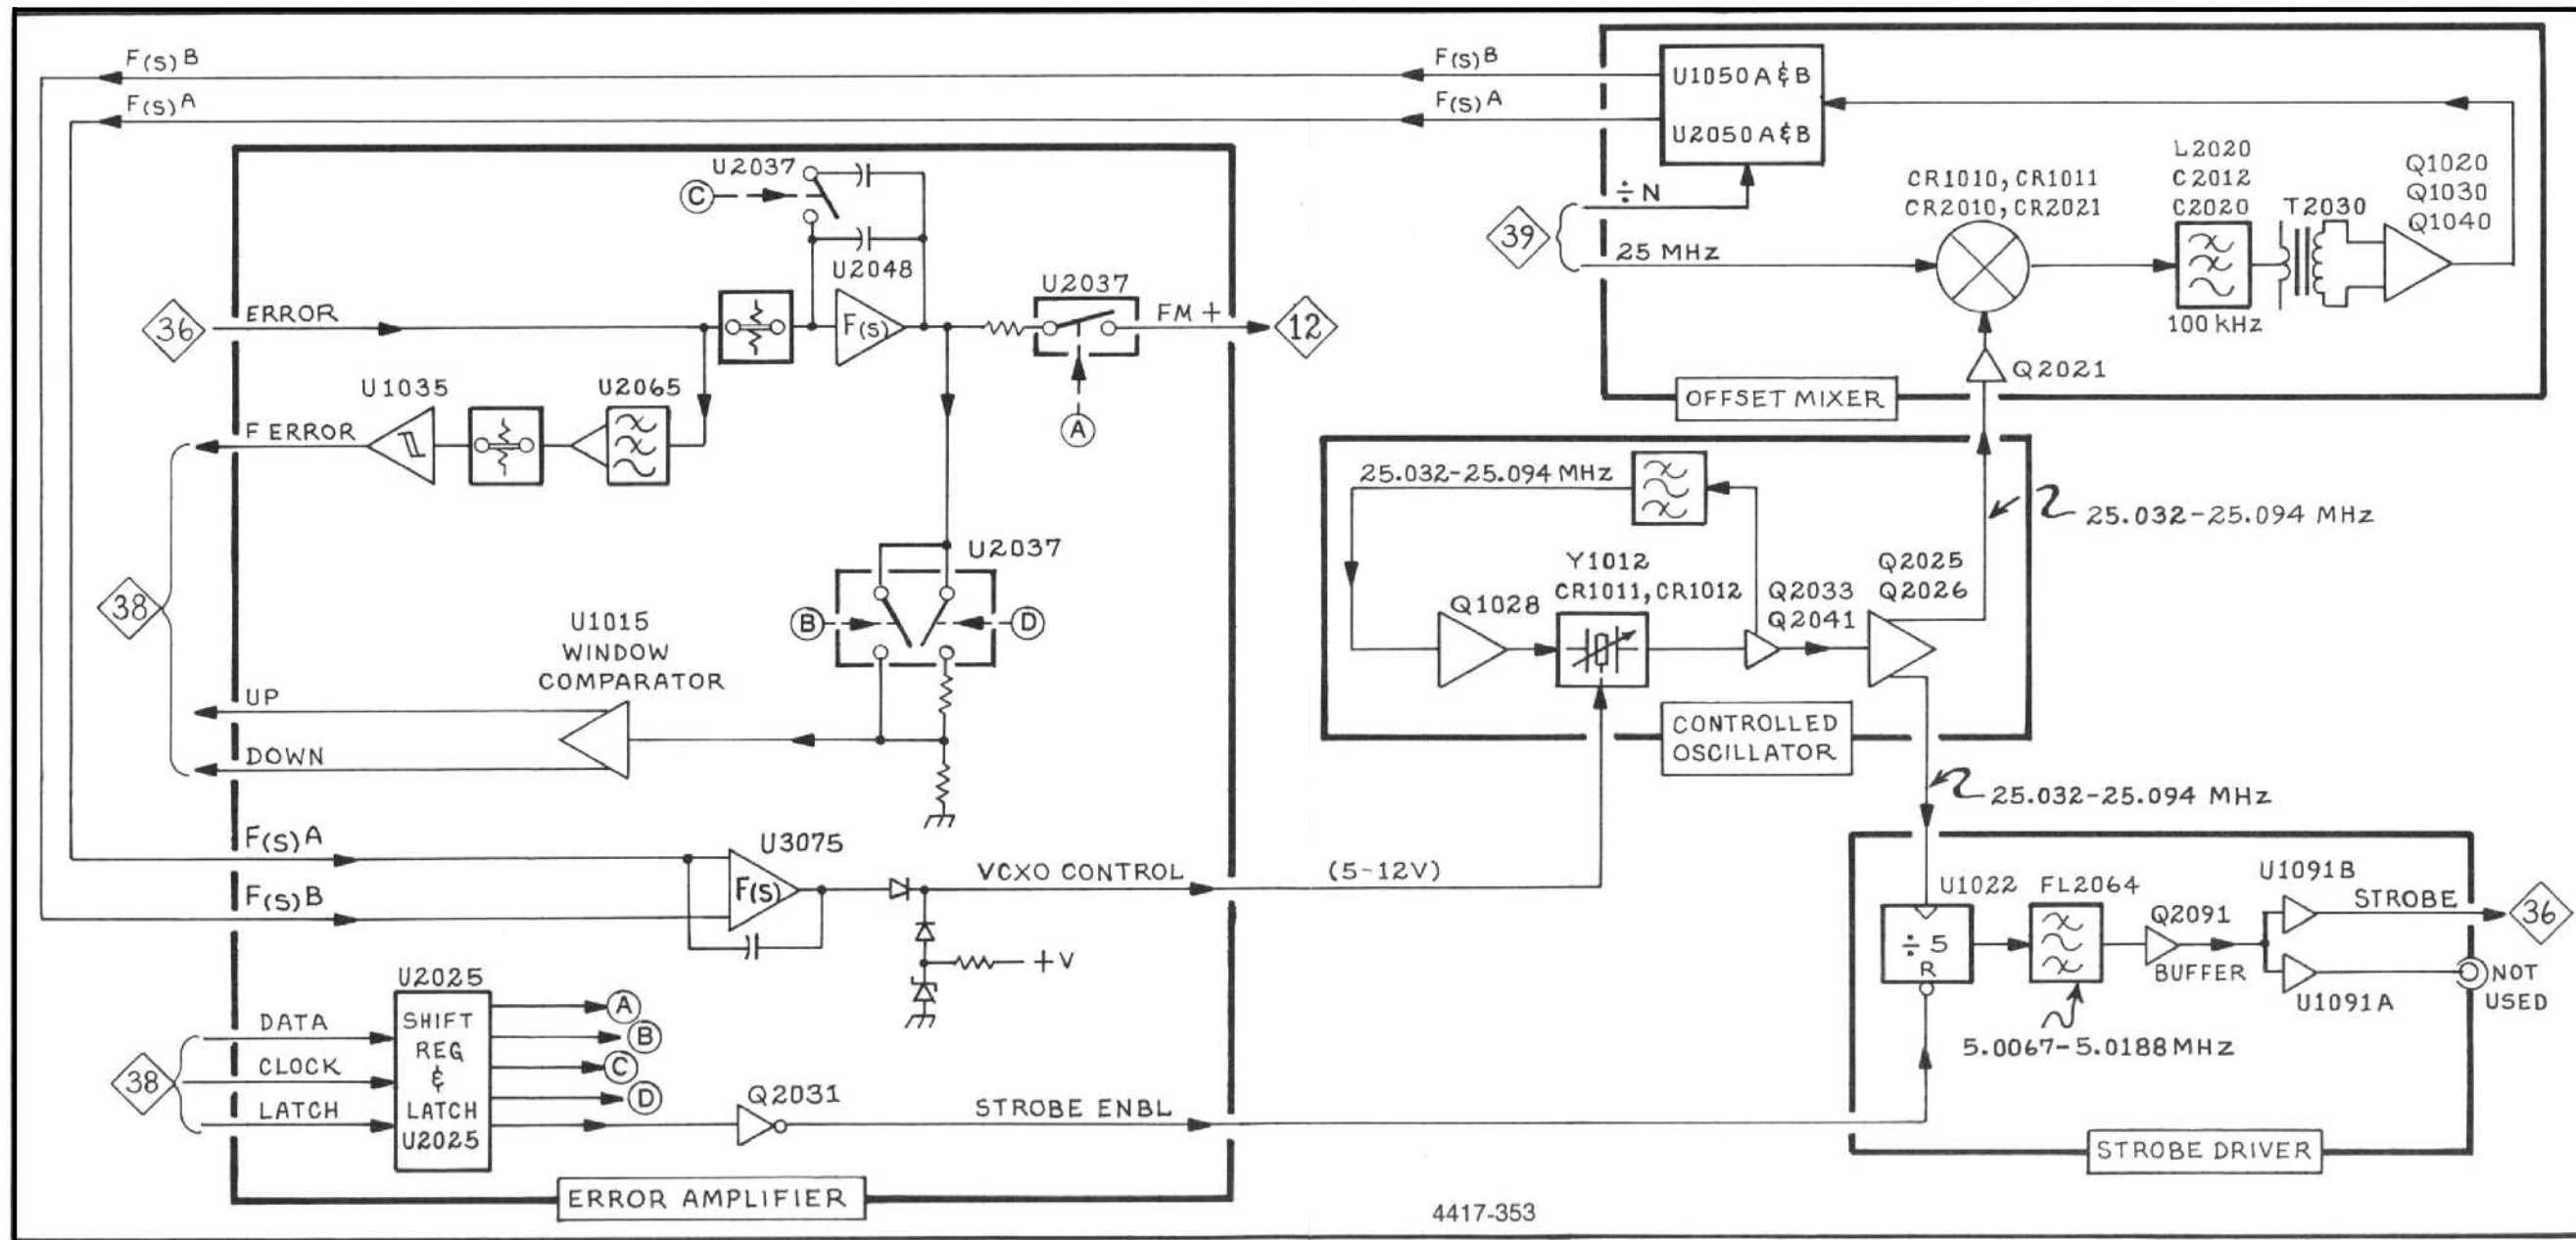 F(S)B
F(S)A
F(S)B
F(S)A
U1050A&B
U2050A&B
÷N
39
25 MHz
CR1010, CR1011
CR2010, CR2021
L2020
C2012
C2020
100 kHz
T2030
Q1020
Q1030
Q1040
Q2021
OFFSET MIXER
U2037
C
U2048
F(S)
U2037
FM +
12
A
36
ERROR
U1035
U2065
F ERROR
38
U2037
B
D
U1015
WINDOW
COMPARATOR
UP
DOWN
F(S)A
F(S)B
U3075
F(S)
VCXO CONTROL
(5-12V)
+V
U2025
SHIFT
REG
&
LATCH
U2025
38
DATA
CLOCK
LATCH
A
B
C
D
Q2031
STROBE ENBL
ERROR AMPLIFIER
25.032-25.094 MHz
Q1028
Y1012
CR1011, CR1012
Q2033
Q2041
Q2025
Q2026
25.032-25.094 MHz
CONTROLLED
OSCILLATOR
25.032-25.094 MHz
U1022
÷ 5
R
FL2064
5.0067-5.0188MHz
Q2091
BUFFER
U1091B
STROBE
36
U1091A
NOT
USED
STROBE DRIVER
4417-353